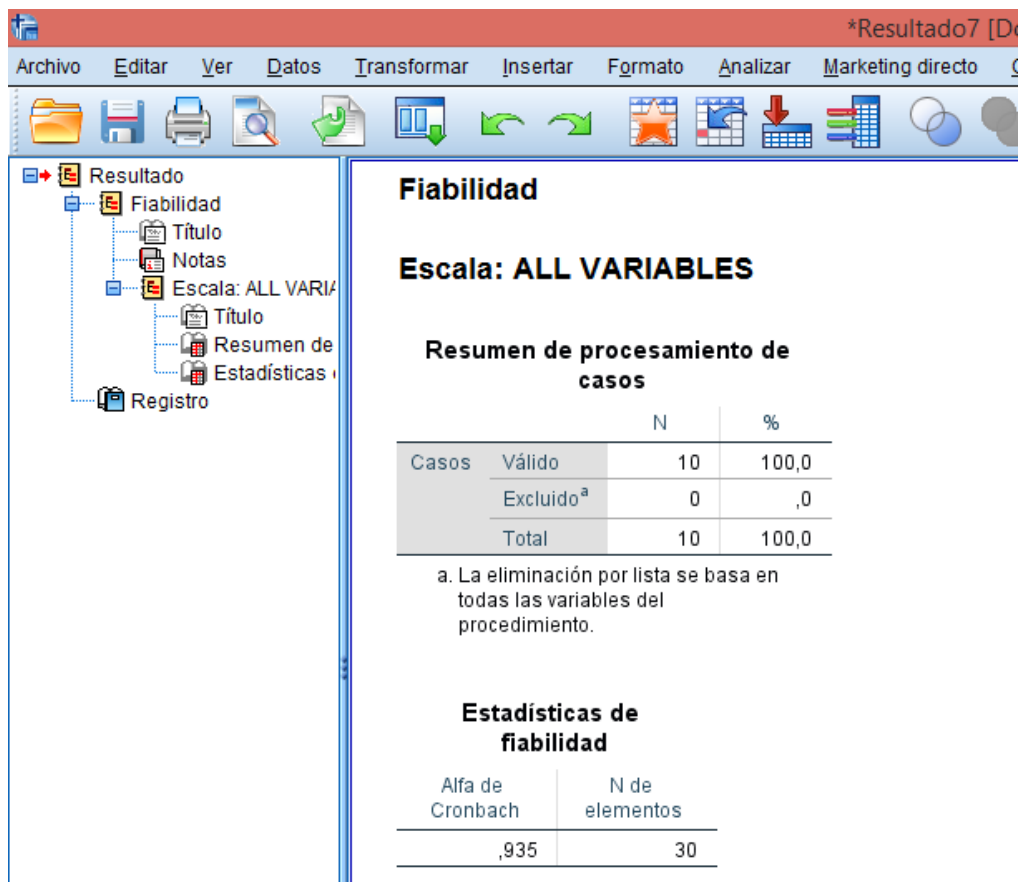 *Resultado7 [Do
Archivo Editar Ver Datos Transformar Insertar Formato Analizar Marketing directo
Resultado
Fiabilidad
Título
Notas
Escala: ALL VARIA
Título
Resumen de
Estadísticas
Registro
Fiabilidad
Escala: ALL VARIABLES
Resumen de procesamiento de
casos
N %
Casos Válido 10 100,0
Excluido^a 0 ,0
Total 10 100,0
a. La eliminación por lista se basa en
todas las variables del
procedimiento.
Estadísticas de
fiabilidad
Alfa de N de
Cronbach elementos
,935 30